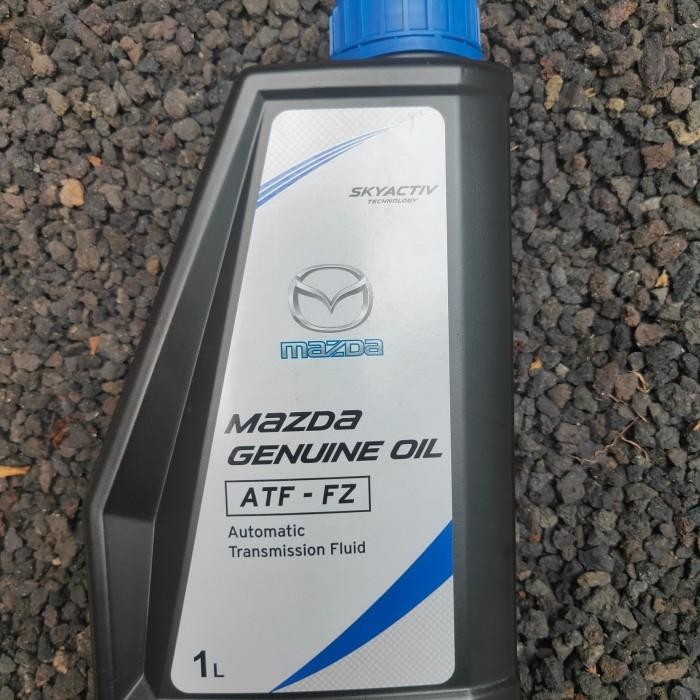 SKYACTIV
TECHNOLOGY
mazda
mazda
GENUINE OIL
ATF - FZ
Automatic
Transmission Fluid
1L